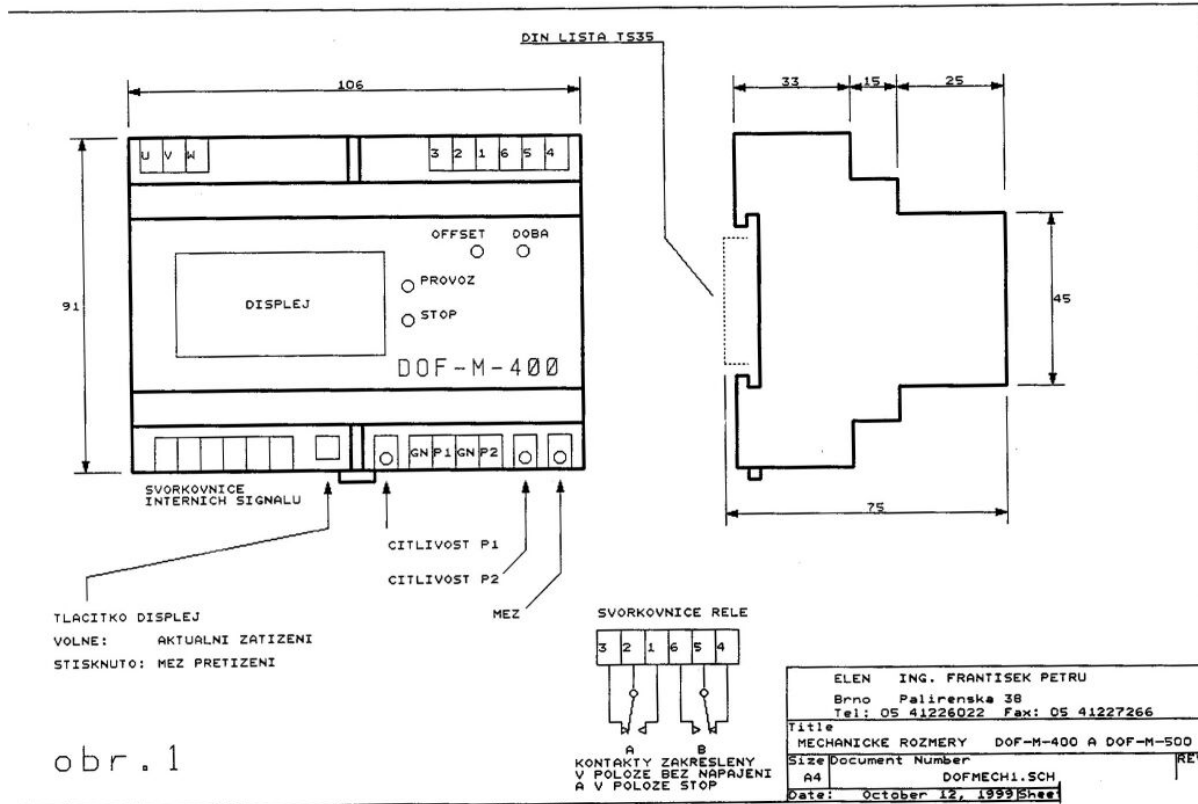 DIN LISTA TS35
106
33 15 25
U V W
3 2 1 6 5 4
OFFSET DOBA
PROVOZ
DISPLEJ
STOP
91
45
DOF-M-400
GN P1 GN P2
SVORKOVNICE
INTERNICH SIGNALU
75
CITLIVOST P1
CITLIVOST P2
MEZ
TLACITKO DISPLEJ
VOLNE: AKTUALNI ZATIZENI
STISKNUTO: MEZ PRETIZENI
SVORKOVNICE RELE
3 2 1 6 5 4
A B
KONTAKTY ZAKRESLENY
V POLOZE BEZ NAPAJENI
A V POLOZE STOP
obr.1
ELEN ING. FRANTISEK PETRU
Brno Palirenska 38
Tel: 05 41226022 Fax: 05 41227266
Title
MECHANICKE ROZMERY DOF-M-400 A DOF-M-500
Size Document Number
A4 DOFMECH1.SCH
Date: October 12, 1999